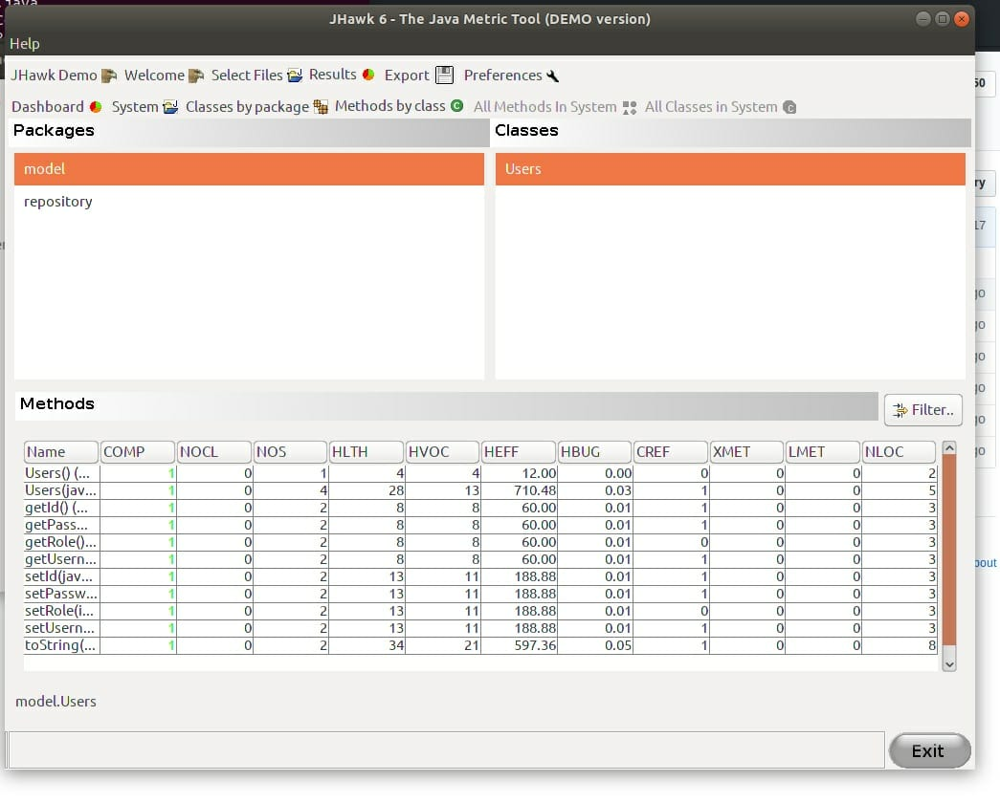 JHawk 6 - The Java Metric Tool (DEMO version)
Help
JHawk Demo Welcome Select Files Results Export Preferences
Dashboard System Classes by package Methods by class All Methods In System All Classes in System
Packages Classes
model Users
repository
Methods Filter..
Name COMP NOCL NOS HLTH HVOC HEFF HBUG CREF XMET LMET NLOC
Users() (... 1 0 1 4 4 12.00 0.00 0 0 0 2
Users(jav... 1 0 4 28 13 710.48 0.03 1 0 0 5
getId() (... 1 0 2 8 8 60.00 0.01 1 0 0 3
getPass... 1 0 2 8 8 60.00 0.01 1 0 0 3
getRole()... 1 0 2 8 8 60.00 0.01 0 0 0 3
getUsern... 1 0 2 8 8 60.00 0.01 1 0 0 3
setId(jav... 1 0 2 13 11 188.88 0.01 1 0 0 3
setPassw... 1 0 2 13 11 188.88 0.01 1 0 0 3
setRole(i... 1 0 2 13 11 188.88 0.01 0 0 0 3
setUsern... 1 0 2 13 11 188.88 0.01 1 0 0 3
toString(... 1 0 2 34 21 597.36 0.05 1 0 0 8
model.Users
Exit